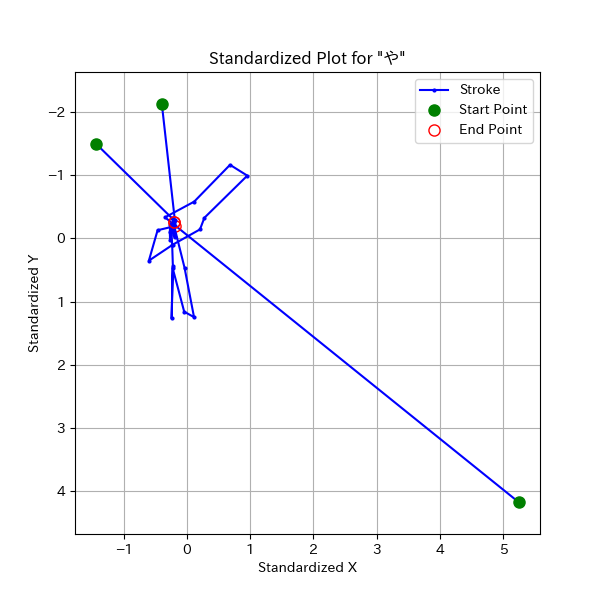 Standardized Plot for "や"
Stroke
Start Point
End Point
−2
−1
0
1
2
3
4
Standardized Y
−1 0 1 2 3 4 5
Standardized X